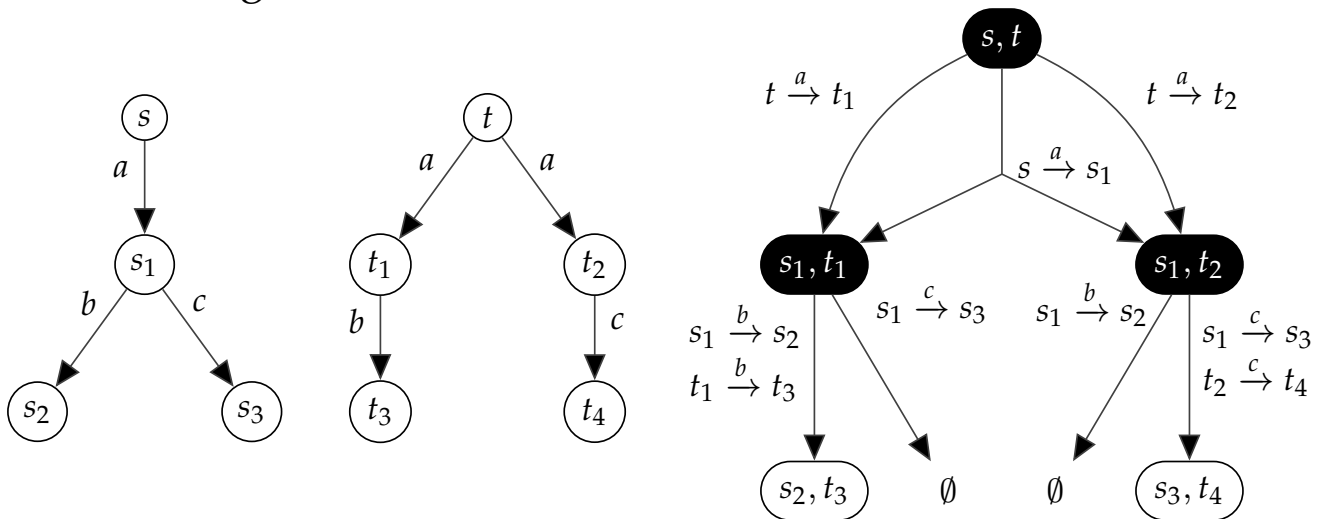 s
a
s₁
b
c
s₂
s₃
t
a
a
t₁
t₂
b
c
t₃
t₄
s, t
t →ᵃ t₁
t →ᵃ t₂
s →ᵃ s₁
s₁, t₁
s₁, t₂
s₁ →ᵇ s₂
t₁ →ᵇ t₃
s₁ →ᶜ s₃
s₁ →ᵇ s₂
s₁ →ᶜ s₃
t₂ →ᶜ t₄
s₂, t₃
∅
∅
s₃, t₄